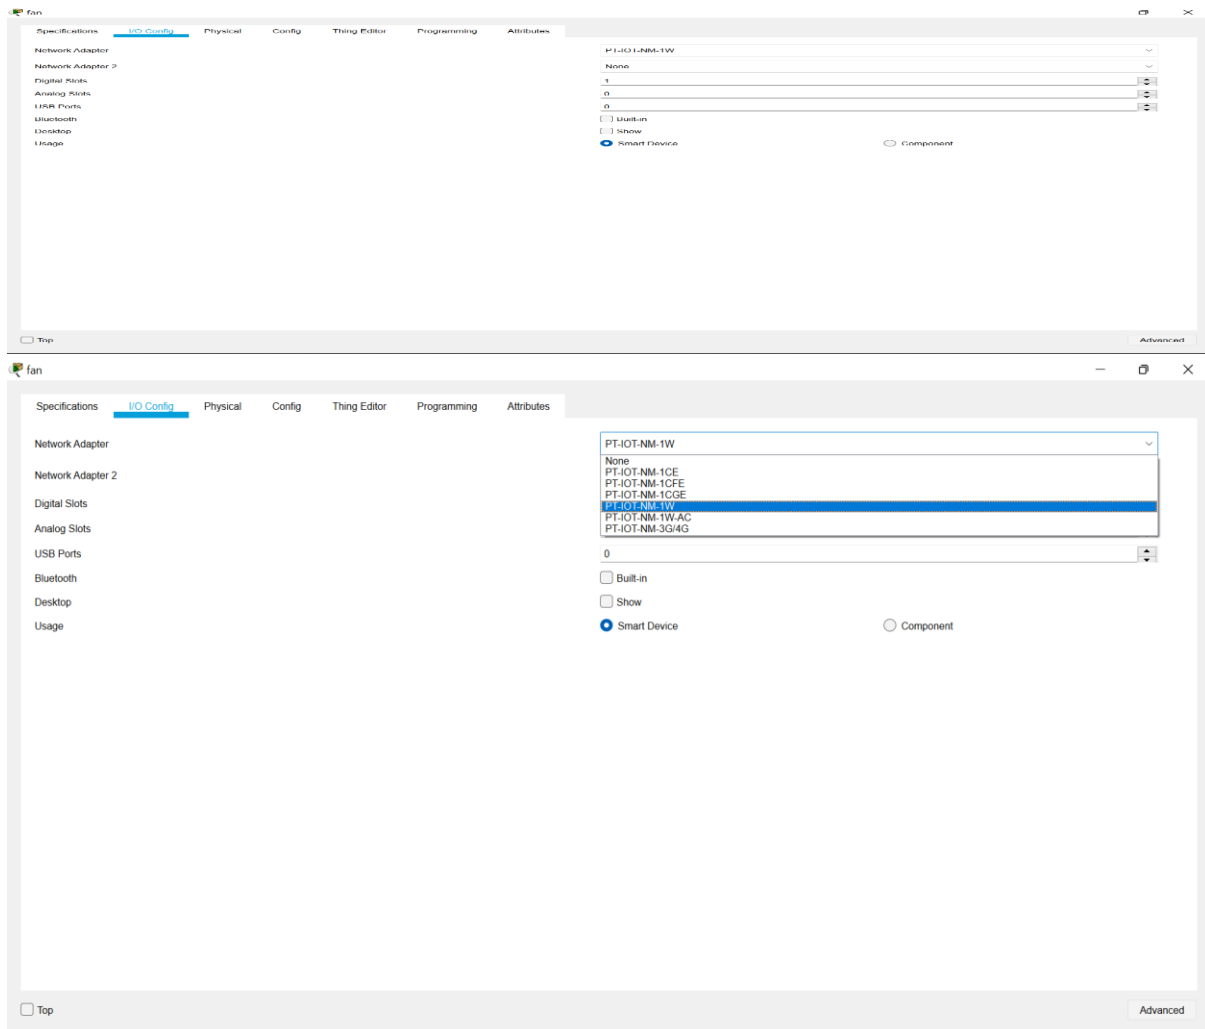 fan
Specifications I/O Config Physical Config Thing Editor Programming Attributes
Network Adapter PT-IOT-NM-1W
Network Adapter 2 None
Digital Slots 1
Analog Slots 0
USB Ports 0
Bluetooth Built-in
Desktop Show
Usage Smart Device Component
Top Advanced
fan
Specifications I/O Config Physical Config Thing Editor Programming Attributes
Network Adapter PT-IOT-NM-1W
None
PT-IOT-NM-1CE
Network Adapter 2 PT-IOT-NM-1CFE
PT-IOT-NM-1CGE
Digital Slots PT-IOT-NM-1W
PT-IOT-NM-1W-AC
Analog Slots PT-IOT-NM-3G/4G
USB Ports 0
Bluetooth Built-in
Desktop Show
Usage Smart Device Component
Top Advanced